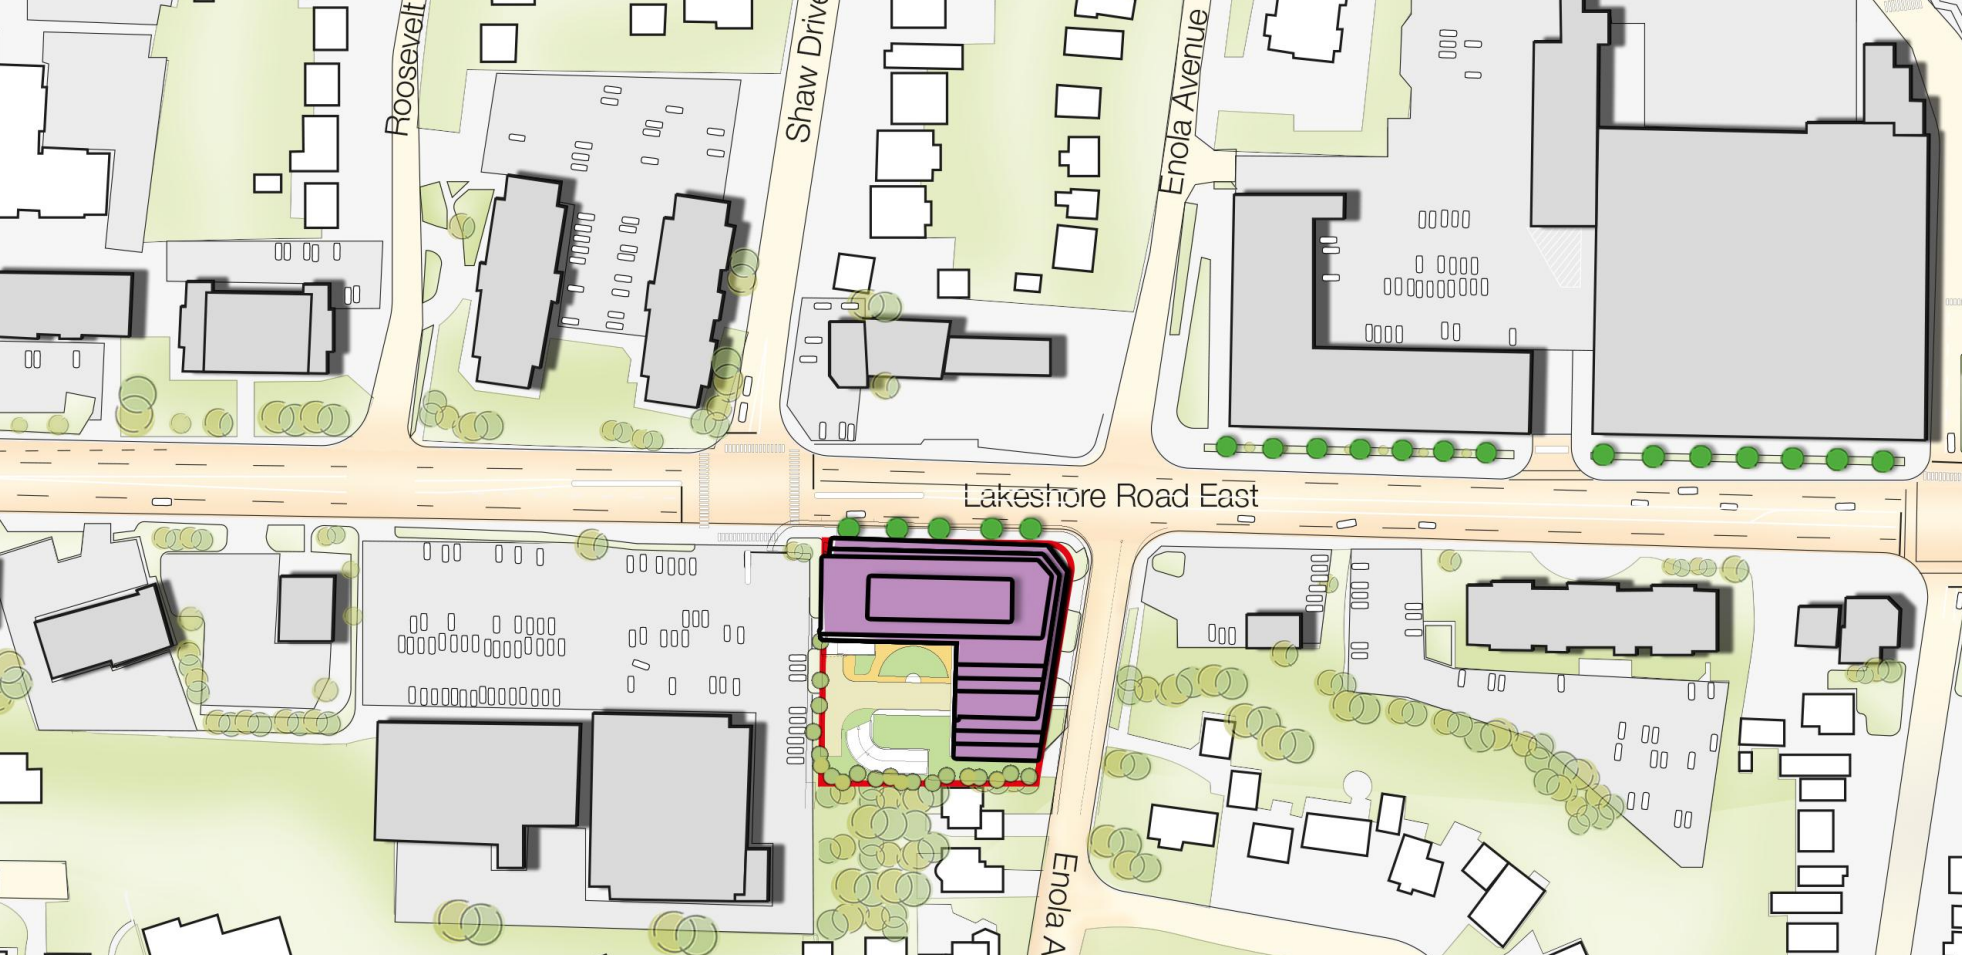 Roosevelt
Shaw Drive
Enola Avenue
Lakeshore Road East
Enola A